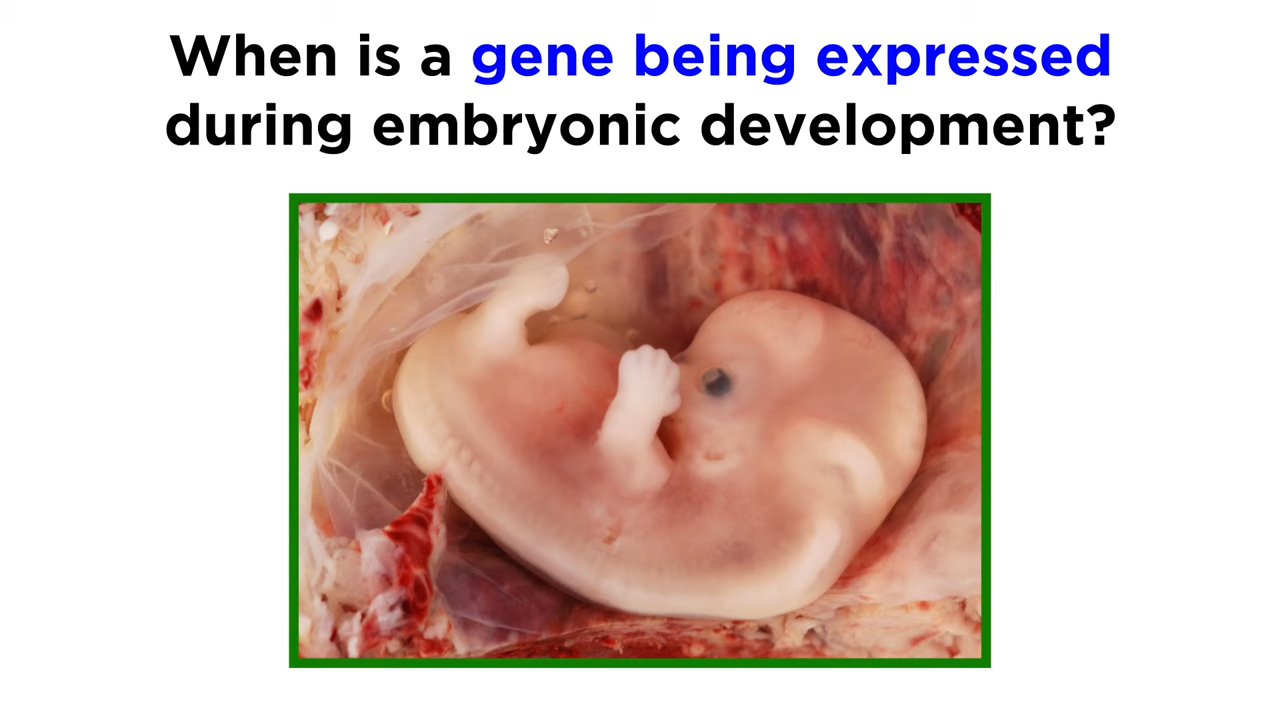 When is a gene being expressed
during embryonic development?